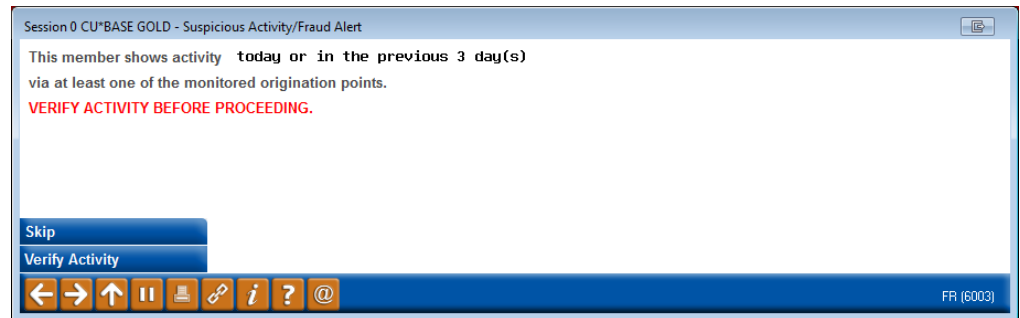 Session 0 CU*BASE GOLD - Suspicious Activity/Fraud Alert
This member shows activity today or in the previous 3 day(s)
via at least one of the monitored origination points.
VERIFY ACTIVITY BEFORE PROCEEDING.
Skip
Verify Activity
i ? @
FR (6003)